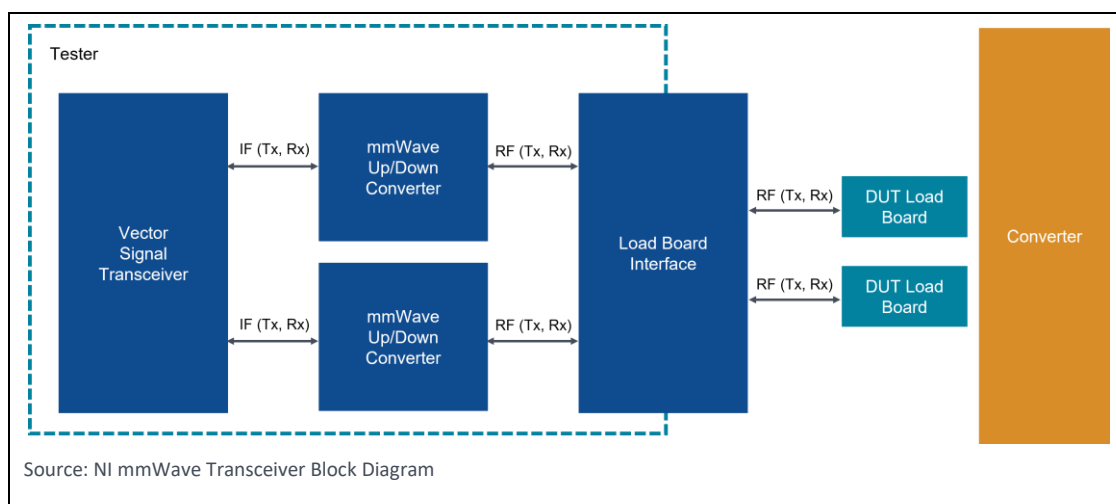 Tester
Vector
Signal
Transceiver
IF (Tx, Rx)
mmWave
Up/Down
Converter
RF (Tx, Rx)
IF (Tx, Rx)
mmWave
Up/Down
Converter
RF (Tx, Rx)
Load Board
Interface
RF (Tx, Rx)
DUT Load
Board
RF (Tx, Rx)
DUT Load
Board
Converter
Source: NI mmWave Transceiver Block Diagram